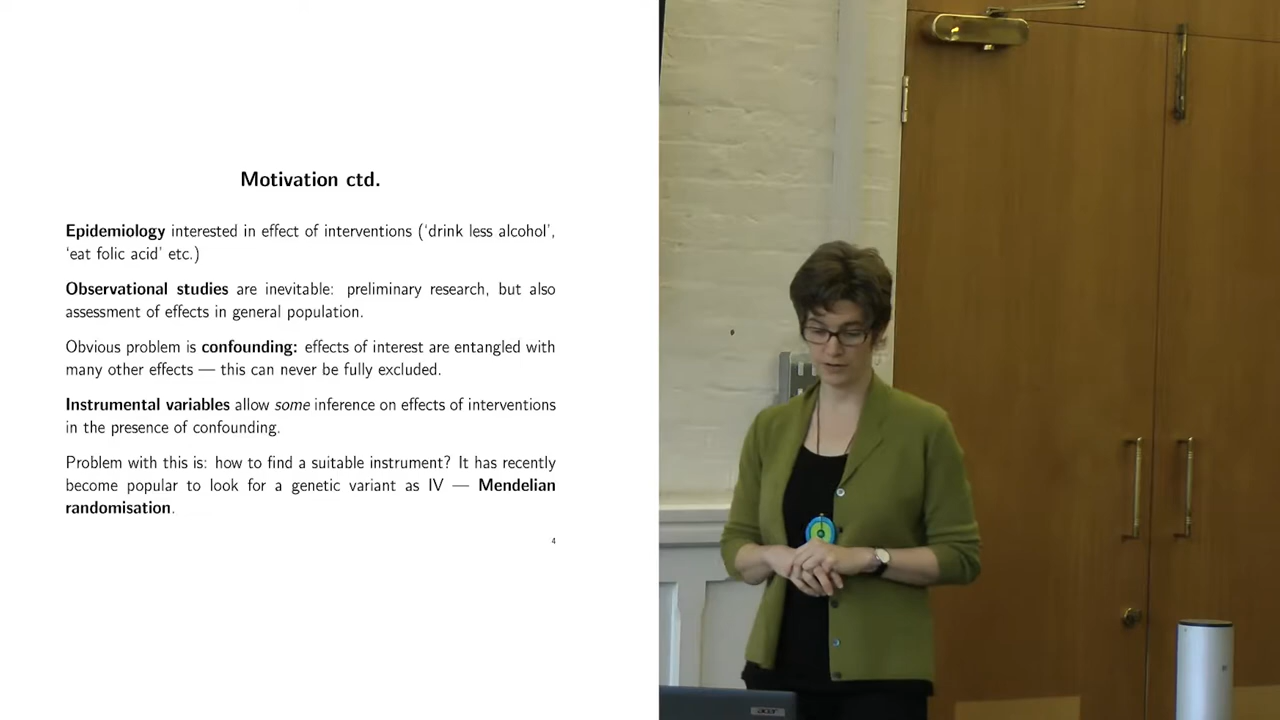 Motivation ctd.
Epidemiology interested in effect of interventions (‘drink less alcohol’,
‘eat folic acid’ etc.)
Observational studies are inevitable: preliminary research, but also
assessment of effects in general population.
Obvious problem is confounding: effects of interest are entangled with
many other effects — this can never be fully excluded.
Instrumental variables allow some inference on effects of interventions
in the presence of confounding.
Problem with this is: how to find a suitable instrument? It has recently
become popular to look for a genetic variant as IV — Mendelian
randomisation.
4
acer